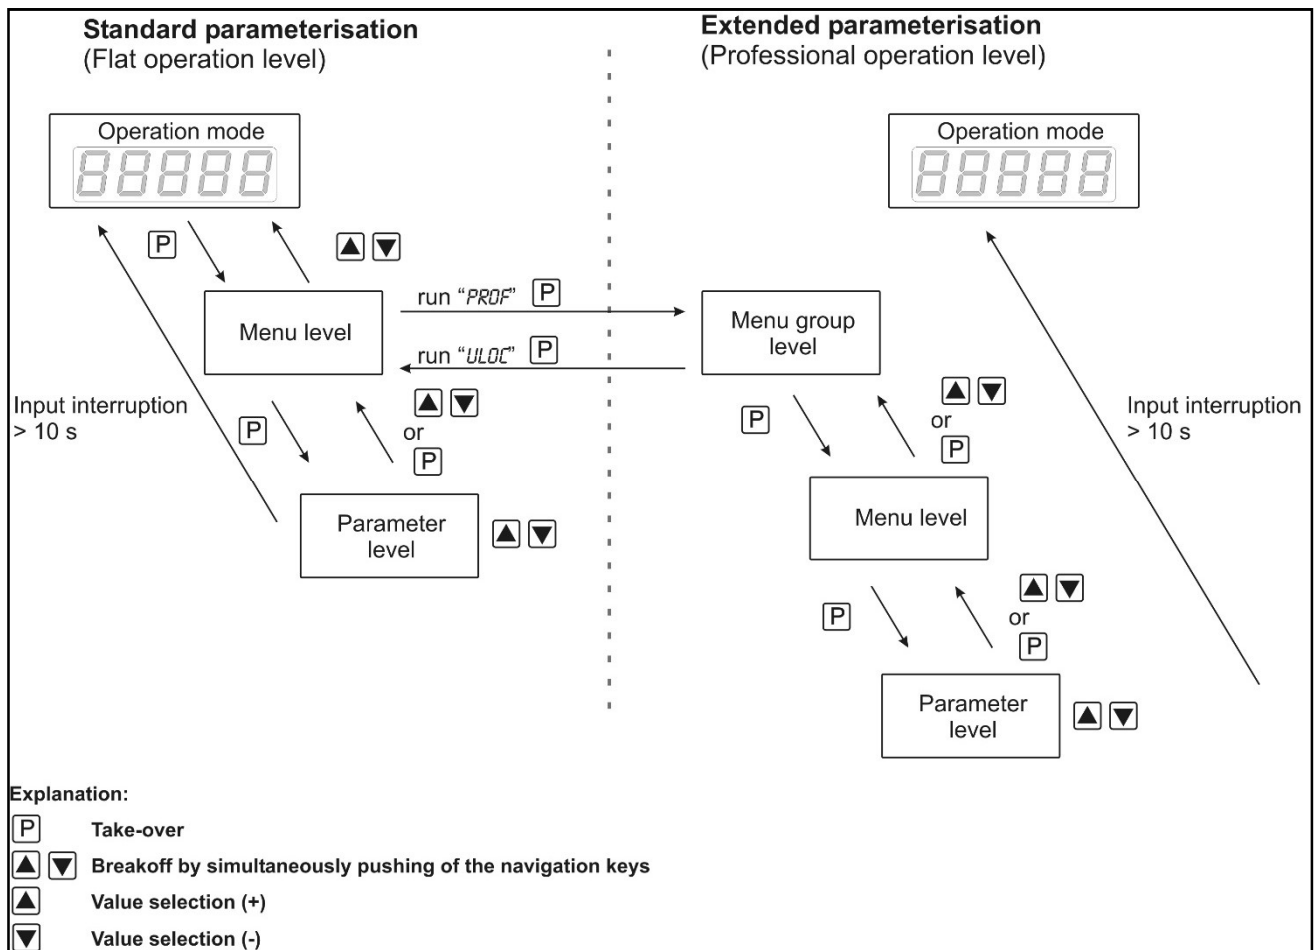 Standard parameterisation
(Flat operation level)
Extended parameterisation
(Professional operation level)
Operation mode
88888
Operation mode
88888
P
▲ ▼
Menu level
run “PROF” P
run “ULOC” P
Menu group
level
Input interruption
> 10 s
P
▲ ▼
or
P
Parameter
level
▲ ▼
P
▲ ▼
or
P
Input interruption
> 10 s
Menu level
P
▲ ▼
or
P
Parameter
level
▲ ▼
Explanation:
P Take-over
▲ ▼ Breakoff by simultaneously pushing of the navigation keys
▲ Value selection (+)
▼ Value selection (-)